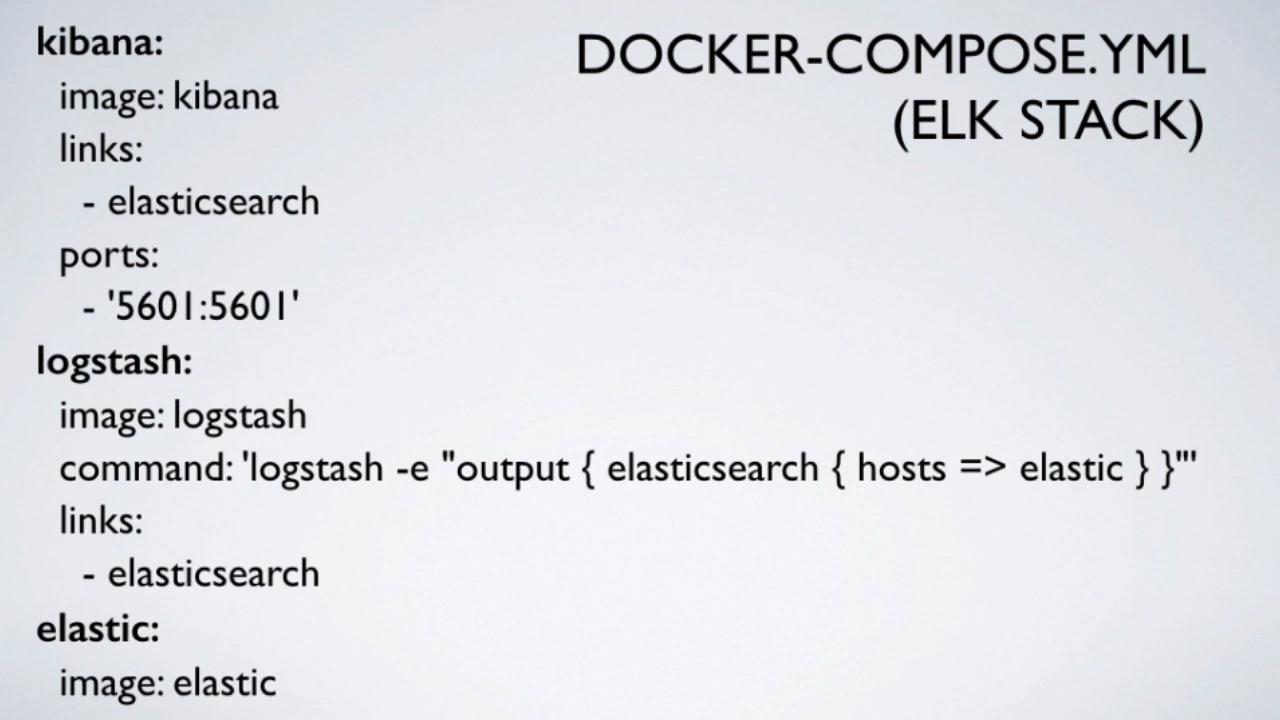 kibana:
image: kibana
links:
- elasticsearch
ports:
- '5601:5601'
logstash:
image: logstash
command: 'logstash -e "output { elasticsearch { hosts => elastic } }"'
links:
- elasticsearch
elastic:
image: elastic
DOCKER-COMPOSE.YML
(ELK STACK)